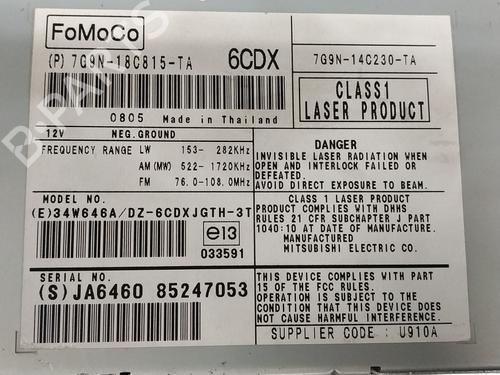 FoMoCo
(P) 7G9N-18C815-TA
6CDX
7G9N-14C230-TA
0805 Made in Thailand
CLASS1
LASER PRODUCT
12V NEG.GROUND
FREQUENCY RANGE LW 153- 282KHz
AM (MW) 522-1720KHz
FM 76.0-108.0MHz
DANGER
INVISIBLE LASER RADIATION WHEN
OPEN AND INTERLOCK FAILED OR
DEFEATED.
AVOID DIRECT EXPOSURE TO BEAM.
MODEL NO.
(E)34W646A/DZ-6CDXJGTH-3T
e13
033591
CLASS 1 LASER PRODUCT
PRODUCT COMPLIES WITH DHHS
RULES 21 CFR SUBCHAPTER J PART
1040:10 AT DATE OF MANUFACTURE.
MANUFACTURED
MITSUBISHI ELECTRIC CO.
SERIAL NO.
(S)JA6460 85247053
THIS DEVICE COMPLIES WITH PART
15 OF THE FCC RULES.
OPERATION IS SUBJECT TO THE
CONDITION THAT THIS DEVICE DOES
NOT CAUSE HARMFUL INTERFERENCE
SUPPLIER CODE : U910A
B-PARTS